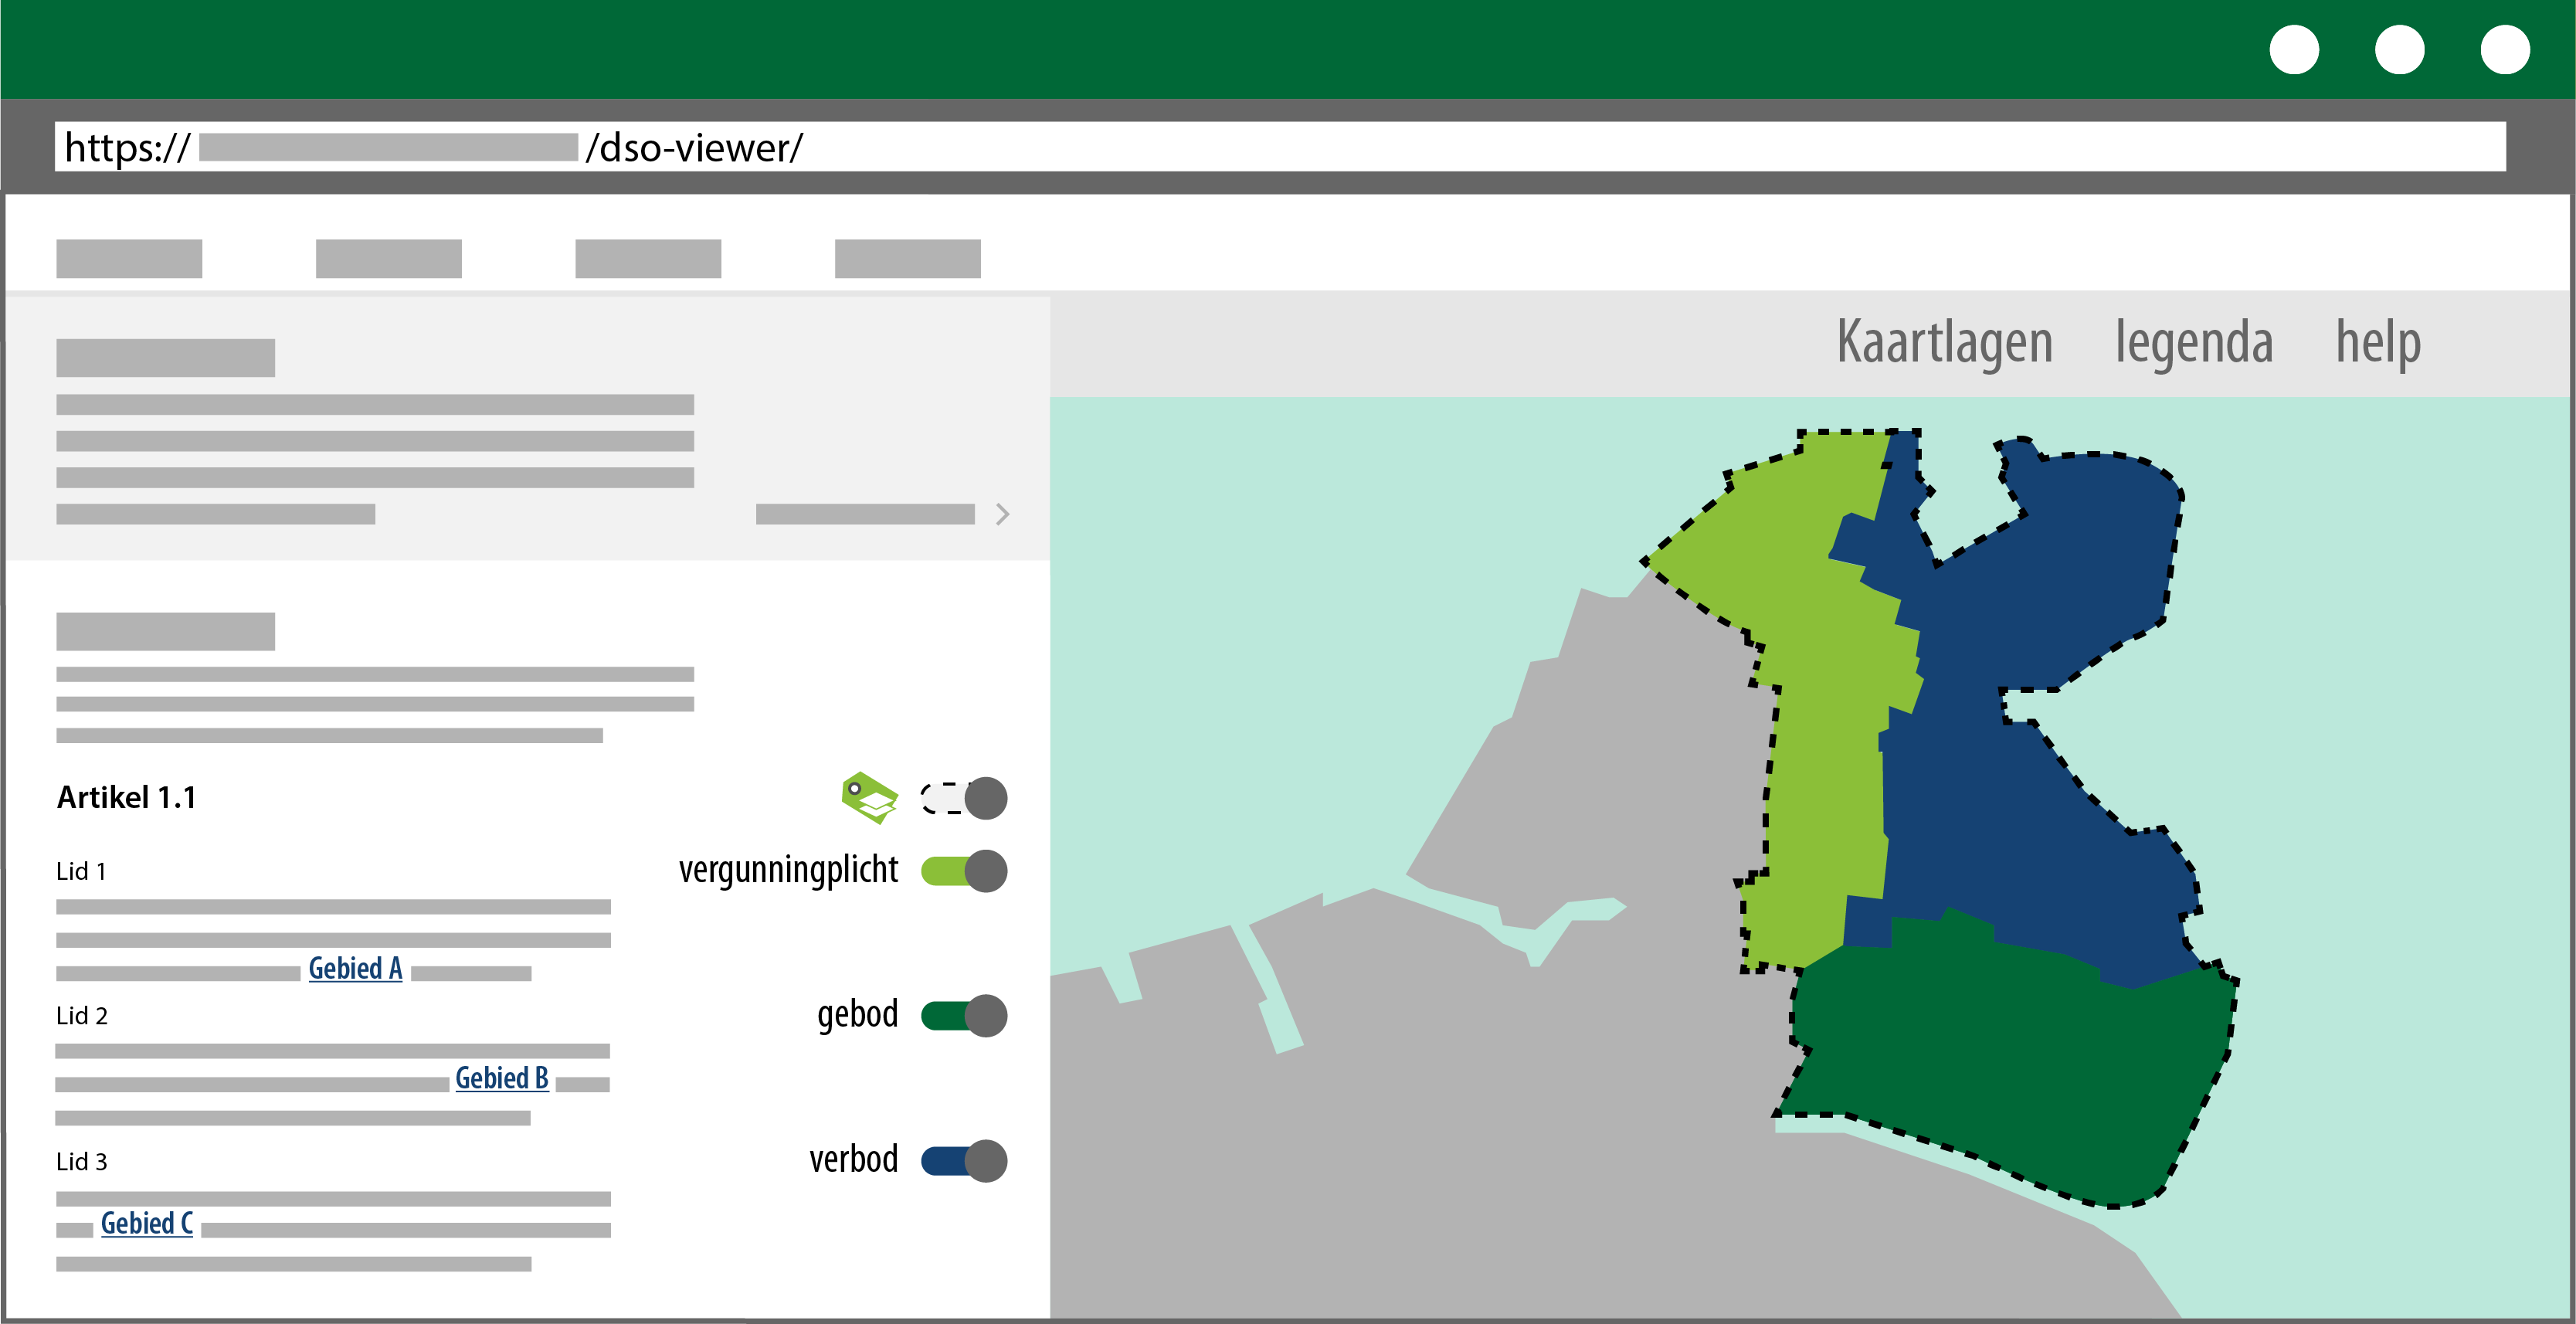 https:// /dso-viewer/
Kaartlagen legenda help
Artikel 1.1
Lid 1
vergunningplicht
Gebied A
Lid 2
gebod
Gebied B
Lid 3
verbod
Gebied C